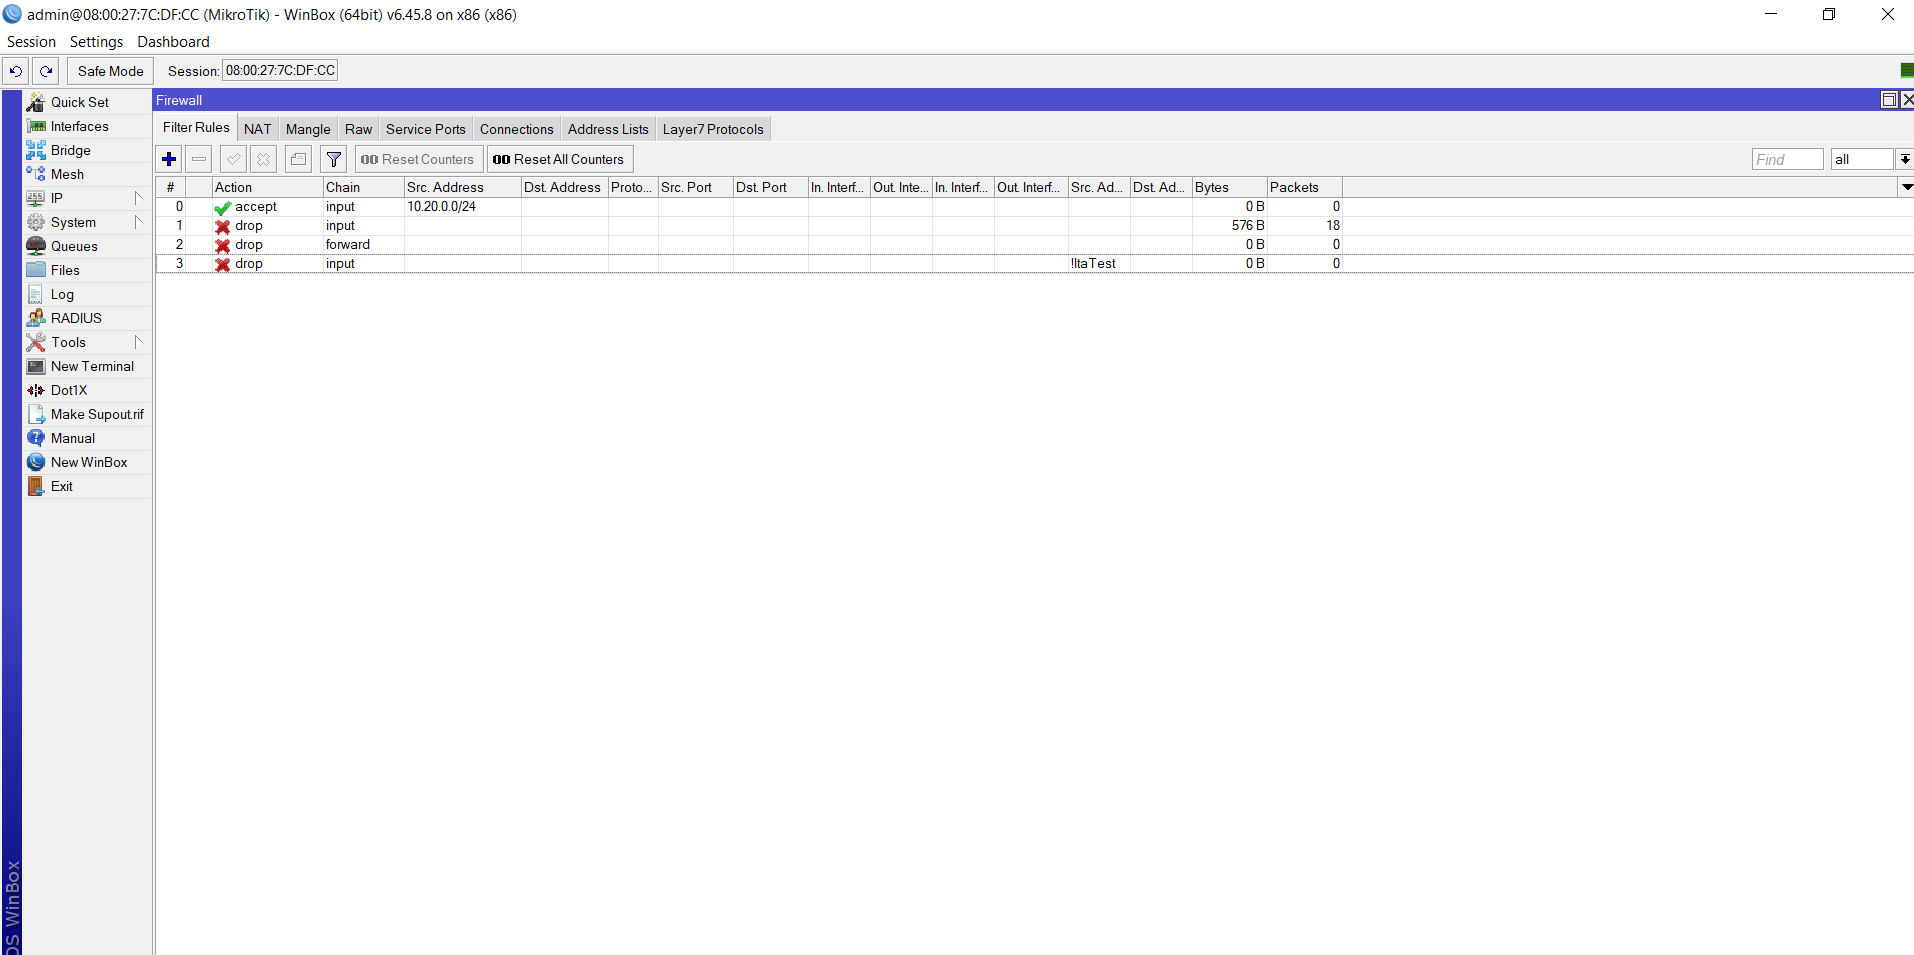 admin@08:00:27:7C:DF:CC (MikroTik) - WinBox (64bit) v6.45.8 on x86 (x86)
Session Settings Dashboard
Safe Mode Session: 08:00:27:7C:DF:CC
Quick Set
Interfaces
Bridge
Mesh
IP
System
Queues
Files
Log
RADIUS
Tools
New Terminal
Dot1X
Make Supout.rif
Manual
New WinBox
Exit
OS WinBox
Firewall
Filter Rules NAT Mangle Raw Service Ports Connections Address Lists Layer7 Protocols
00 Reset Counters 00 Reset All Counters Find all
# Action Chain Src. Address Dst. Address Proto... Src. Port Dst. Port In. Interf... Out. Inte... In. Interf... Out. Interf... Src. Ad... Dst. Ad... Bytes Packets
0 accept input 10.20.0.0/24 0 B 0
1 drop input 576 B 18
2 drop forward 0 B 0
3 drop input !ltaTest 0 B 0